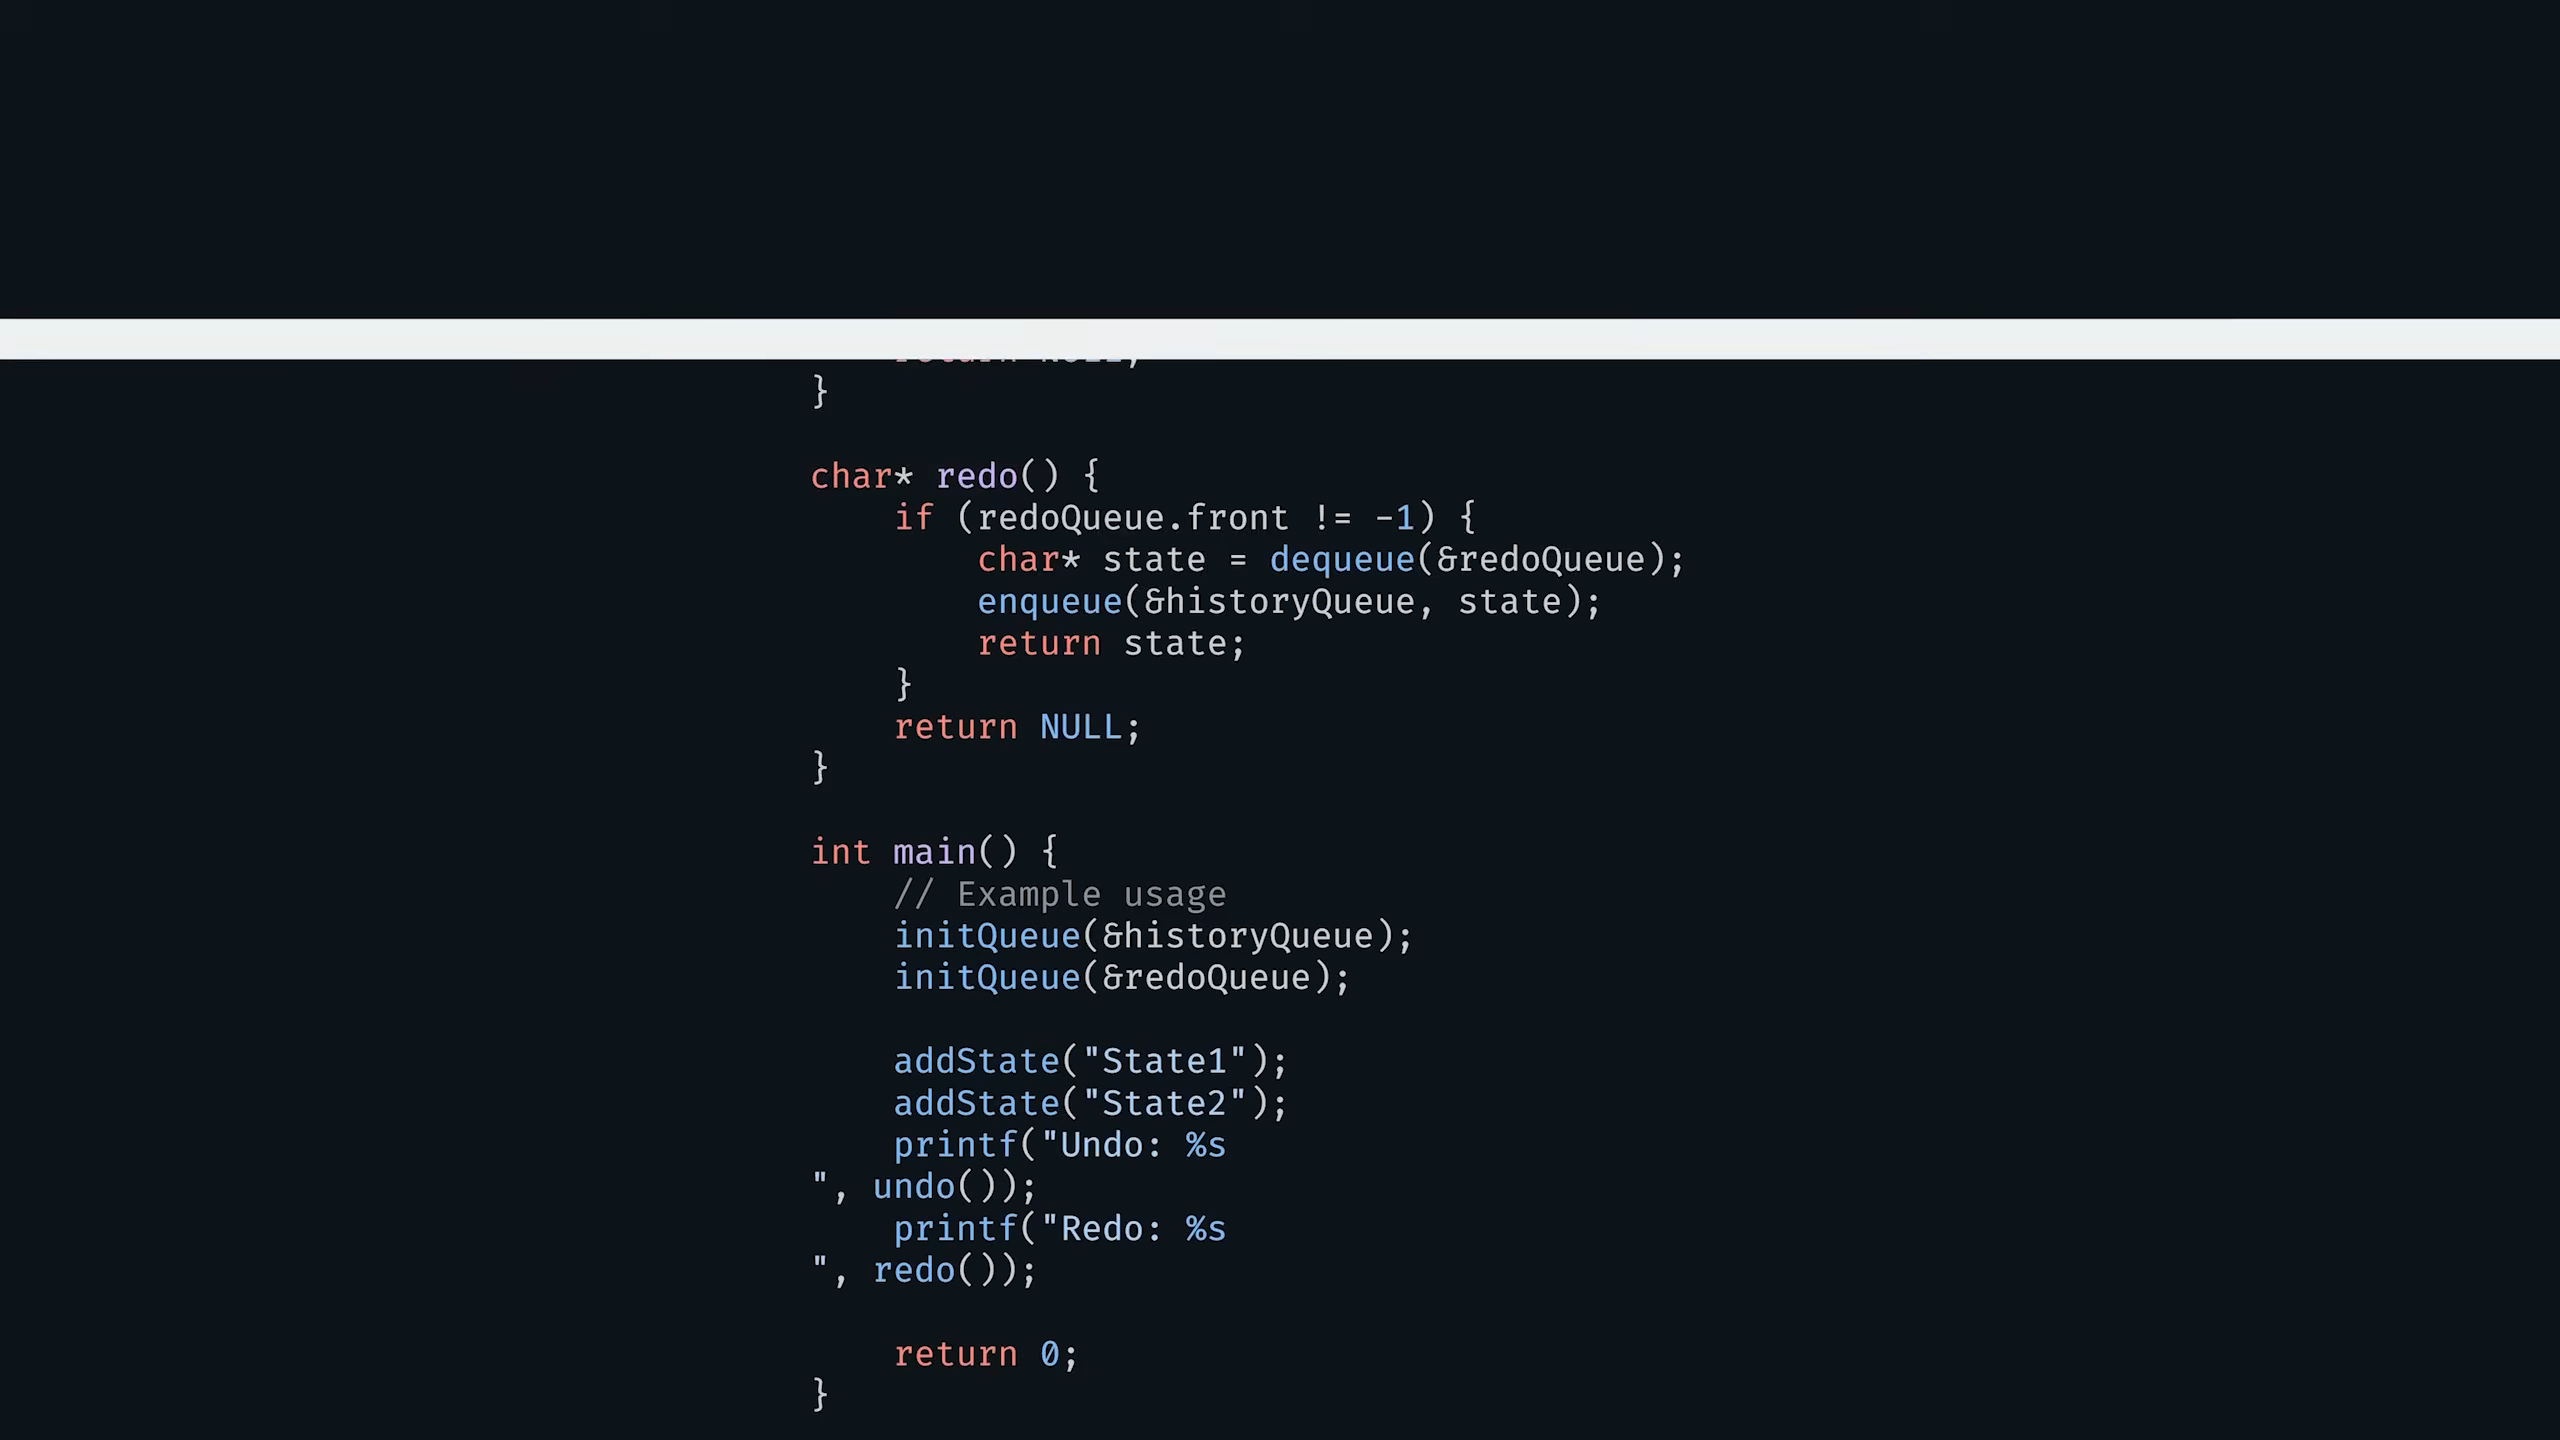 }
char* redo() {
    if (redoQueue.front != -1) {
        char* state = dequeue(&redoQueue);
        enqueue(&historyQueue, state);
        return state;
    }
    return NULL;
}
int main() {
    // Example usage
    initQueue(&historyQueue);
    initQueue(&redoQueue);
    addState("State1");
    addState("State2");
    printf("Undo: %s
", undo());
    printf("Redo: %s
", redo());
    return 0;
}